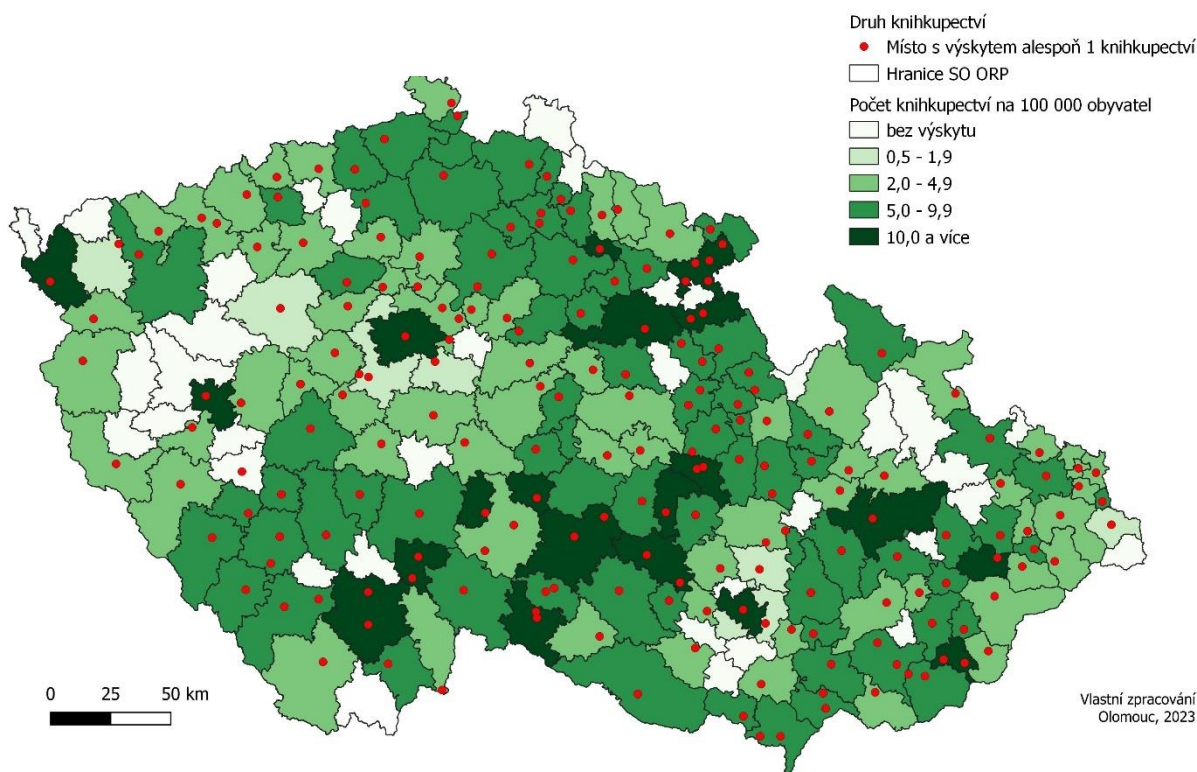 Druh knihkupectví
Místo s výskytem alespoň 1 knihkupectví
Hranice SO ORP
Počet knihkupectví na 100 000 obyvatel
bez výskytu
0,5 - 1,9
2,0 - 4,9
5,0 - 9,9
10,0 a více
0 25 50 km
Vlastní zpracování
Olomouc, 2023